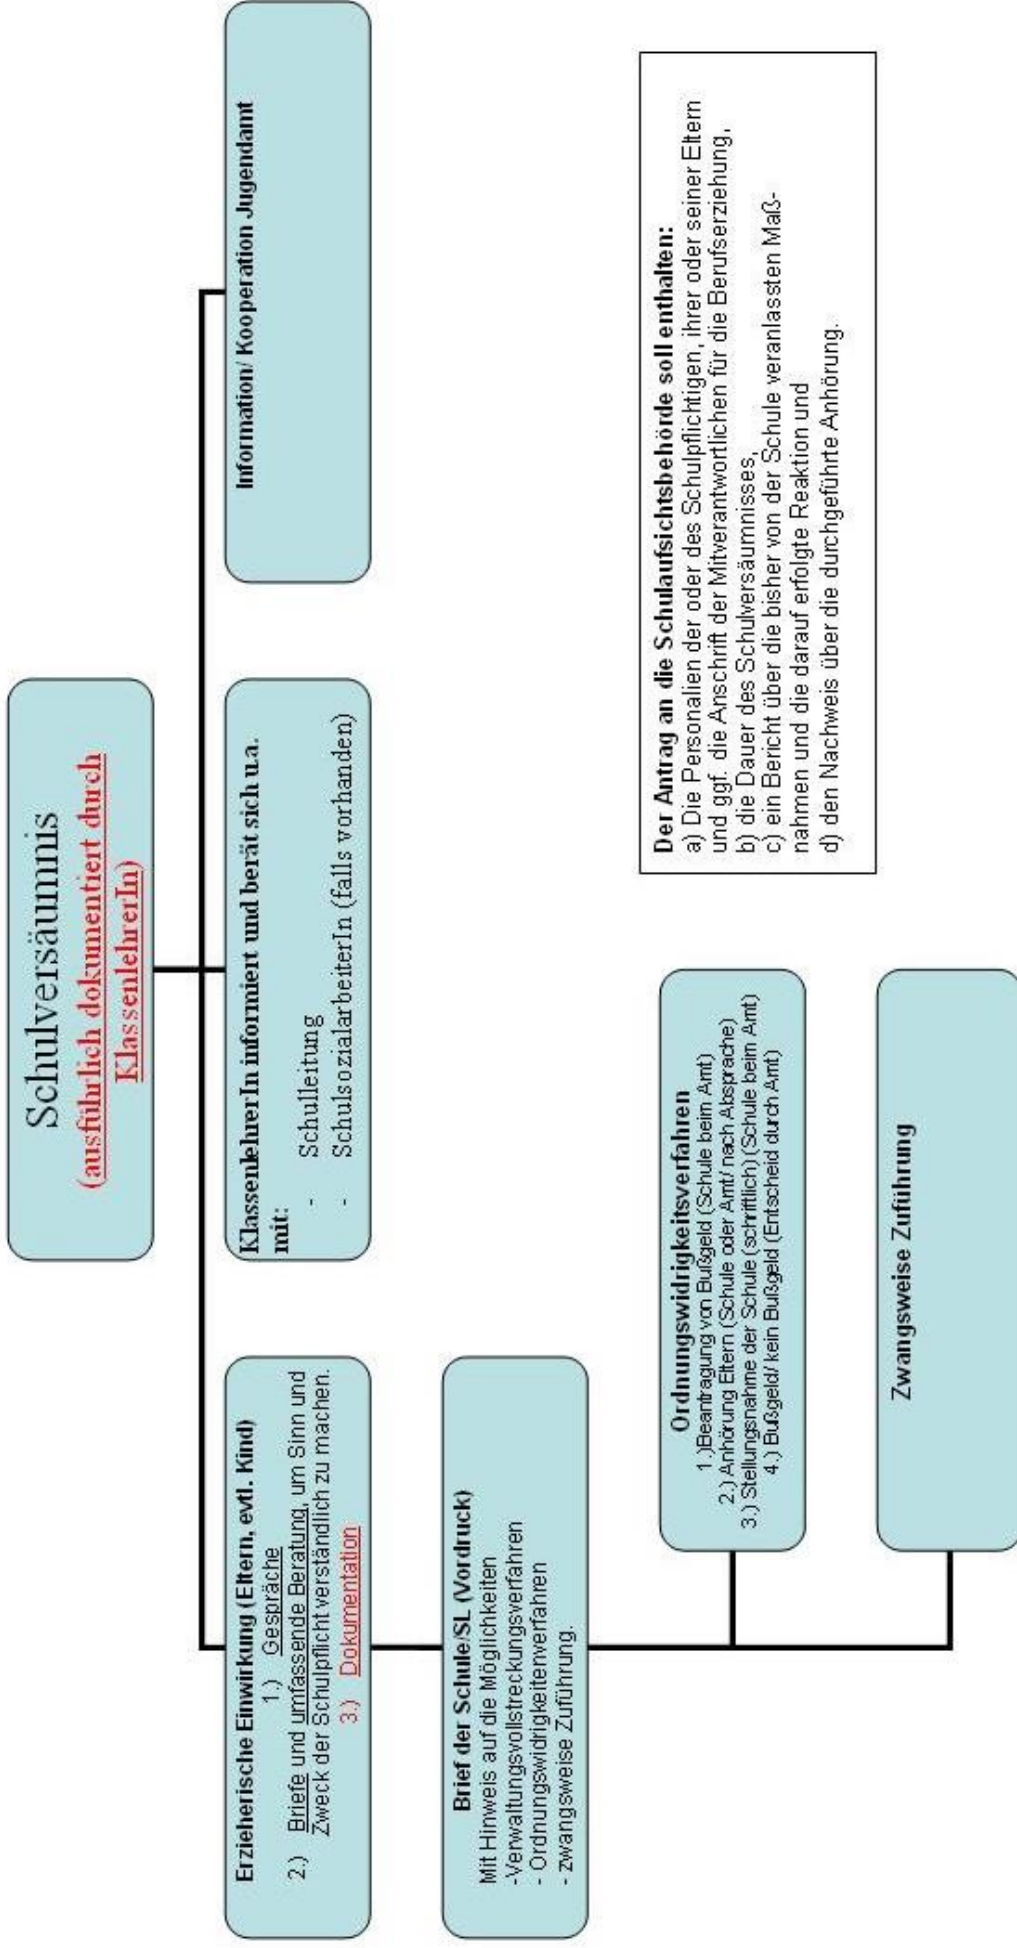 Schulversäumnis
(ausführlich dokumentiert durch
KlassenlehrerIn)
Erzieherische Einwirkung (Eltern, evtl. Kind)
1.) Gespräche
2.) Briefe und umfassende Beratung, um Sinn und
Zweck der Schulpflicht verständlich zu machen.
3.) Dokumentation
KlassenlehrerIn informiert und berät sich u.a.
mit:
- Schulleitung
- SchulsozialarbeiterIn (falls vorhanden)
Information/ Kooperation Jugendamt
Brief der Schule/SL (Vordruck)
Mit Hinweis auf die Möglichkeiten
-Verwaltungsvollstreckungsverfahren
- Ordnungswidrigkeitenverfahren
- zwangsweise Zuführung.
Ordnungswidrigkeitsverfahren
1.)Beantragung von Bußgeld (Schule beim Amt)
2.) Anhörung Eltern (Schule oder Amt/ nach Absprache)
3.) Stellungsnahme der Schule (schriftlich) (Schule beim Amt)
4.) Bußgeld/ kein Bußgeld (Entscheid durch Amt)
Zwangsweise Zuführung
Der Antrag an die Schulaufsichtsbehörde soll enthalten:
a) Die Personalien der oder des Schulpflichtigen, ihrer oder seiner Eltern
und ggf. die Anschrift der Mitverantwortlichen für die Berufserziehung,
b) die Dauer des Schulversäumnisses,
c) ein Bericht über die bisher von der Schule veranlassten Maß-
nahmen und die darauf erfolgte Reaktion und
d) den Nachweis über die durchgeführte Anhörung.